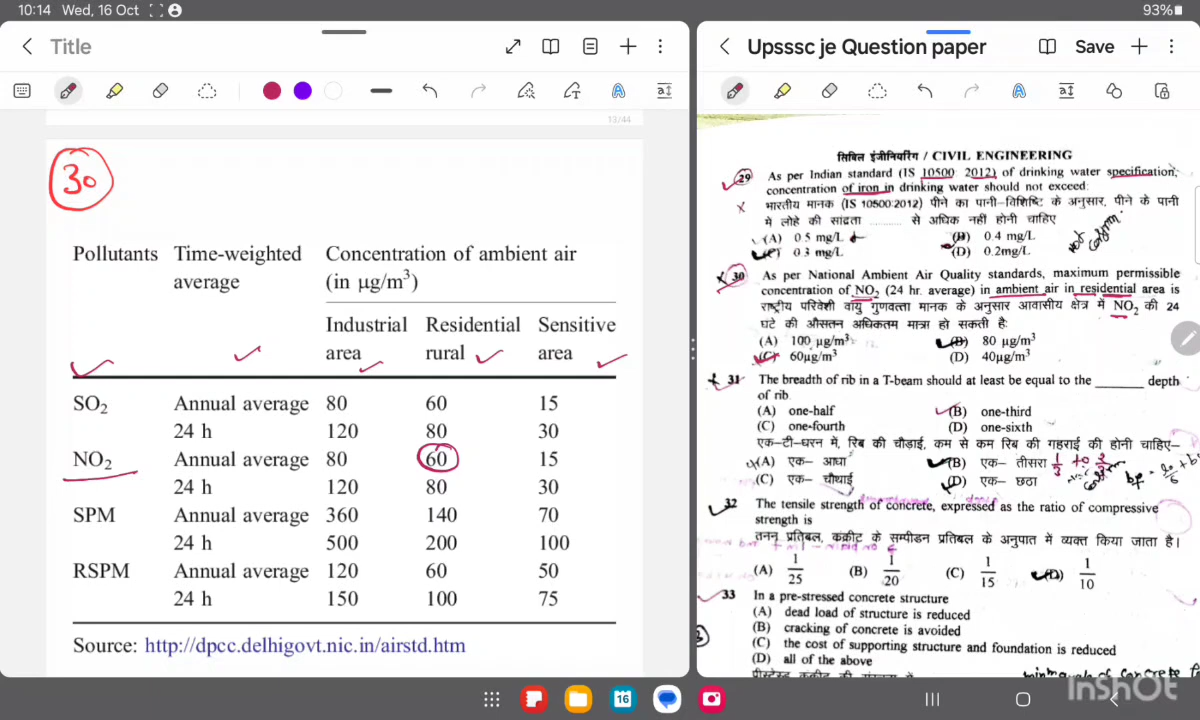 10:14 Wed, 16 Oct
93%
Title
Upsssc je Question paper
Save
13/44
30
Pollutants Time-weighted average Concentration of ambient air (in µg/m³)
Industrial area Residential rural Sensitive area
SO₂ Annual average 80 60 15
24 h 120 80 30
NO₂ Annual average 80 60 15
24 h 120 80 30
SPM Annual average 360 140 70
24 h 500 200 100
RSPM Annual average 120 60 50
24 h 150 100 75
Source: http://dpcc.delhigovt.nic.in/airstd.htm
सिविल इंजीनियरिंग / CIVIL ENGINEERING
29 As per Indian standard (IS 10500: 2012) of drinking water specification,
concentration of iron in drinking water should not exceed:
भारतीय मानक (IS 10500:2012) पीने का पानी–विशिष्टि के अनुसार, पीने के पानी
में लोहे की सांद्रता .......... से अधिक नहीं होनी चाहिए
(A) 0.5 mg/L (B) 0.4 mg/L
0.3 mg/L (D) 0.2mg/L
not confirm.
30 As per National Ambient Air Quality standards, maximum permissible
concentration of NO₂ (24 hr. average) in ambient air in residential area is
राष्ट्रीय परिवेशी वायु गुणवत्ता मानक के अनुसार आवासीय क्षेत्र में NO₂ की 24
घंटे की औसतन अधिकतम मात्रा हो सकती है:
(A) 100 µg/m³ (B) 80 µg/m³
(C) 60µg/m³ (D) 40µg/m³
31 The breadth of rib in a T-beam should at least be equal to the ________ depth
of rib.
(A) one-half (B) one-third
(C) one-fourth (D) one-sixth
एक–टी–धरन में, रिब की चौड़ाई, कम से कम रिब की गहराई की होनी चाहिए–
(A) एक– आधा (B) एक– तीसरा
(C) एक– चौथाई (D) एक– छठा
32 The tensile strength of concrete, expressed as the ratio of compressive
strength is
तनन प्रतिबल, कंक्रीट के सम्पीडन प्रतिबल के अनुपात में व्यक्त किया जाता है।
(A) 1/25 (B) 1/20 (C) 1/15 (D) 1/10
33 In a pre-stressed concrete structure
(A) dead load of structure is reduced
(B) cracking of concrete is avoided
(C) the cost of supporting structure and foundation is reduced
(D) all of the above
16
InShOt